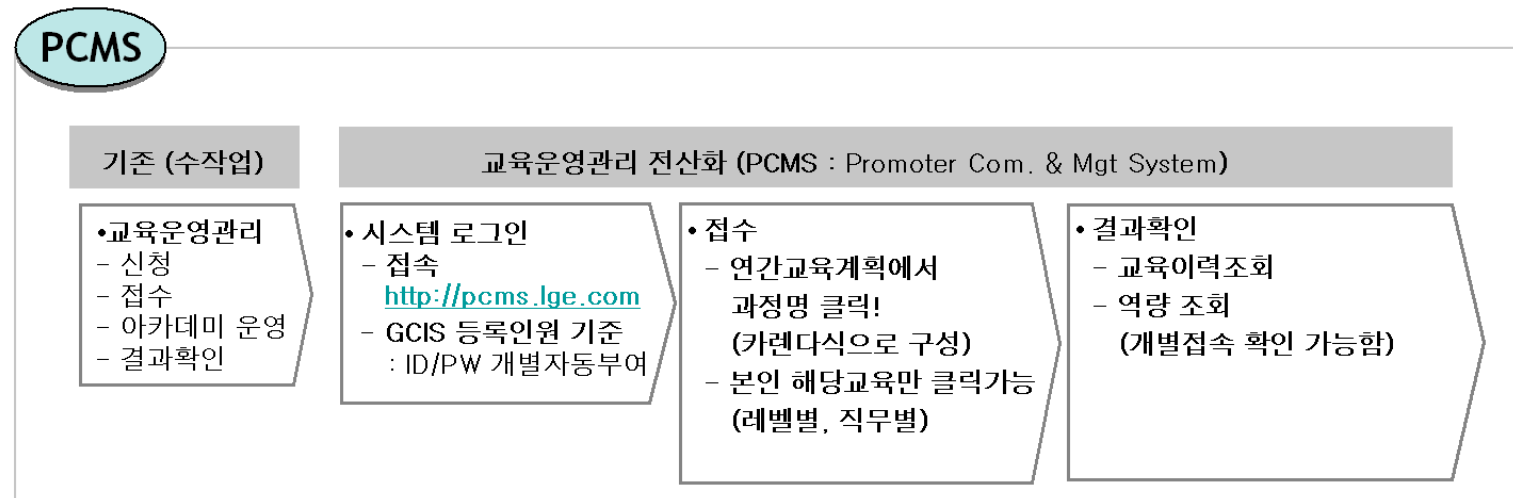 PCMS
기존 (수작업)
교육운영관리 전산화 (PCMS : Promoter Com. & Mgt System)
•교육운영관리
– 신청
– 접수
– 아카데미 운영
– 결과확인
• 시스템 로그인
– 접속
http://pcms.lge.com
– GCIS 등록인원 기준
: ID/PW 개별자동부여
• 접수
– 연간교육계획에서
과정명 클릭!
(카렌다식으로 구성)
– 본인 해당교육만 클릭가능
(레벨별, 직무별)
• 결과확인
– 교육이력조회
– 역량 조회
(개별접속 확인 가능함)